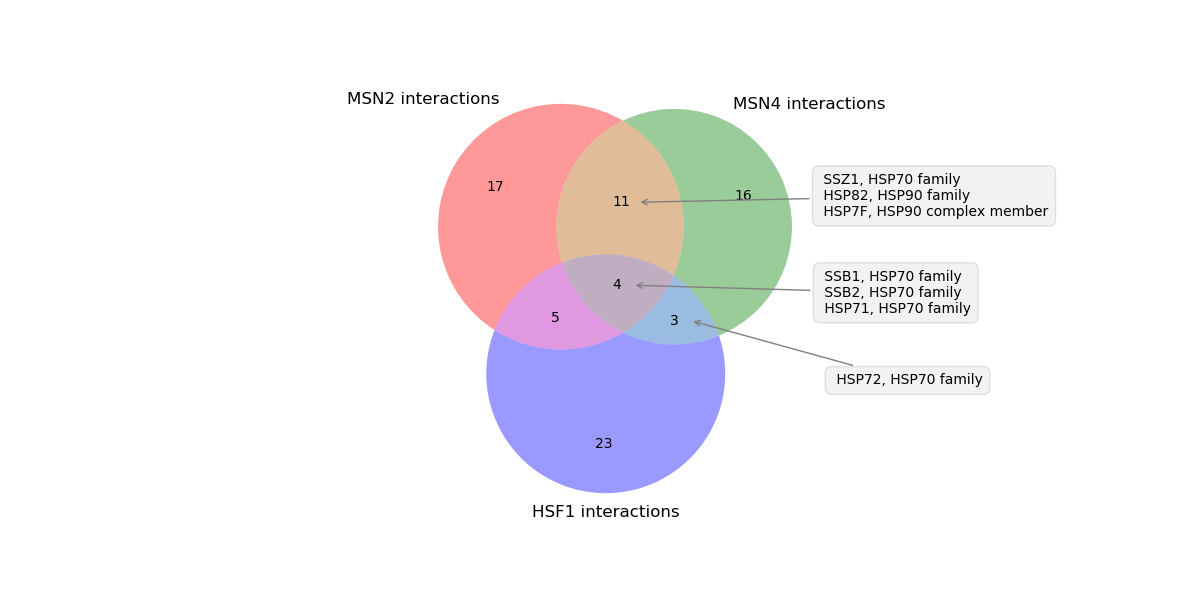 MSN2 interactions
MSN4 interactions
17
11
16
SSZ1, HSP70 family
HSP82, HSP90 family
HSP7F, HSP90 complex member
4
SSB1, HSP70 family
SSB2, HSP70 family
HSP71, HSP70 family
5
3
HSP72, HSP70 family
23
HSF1 interactions